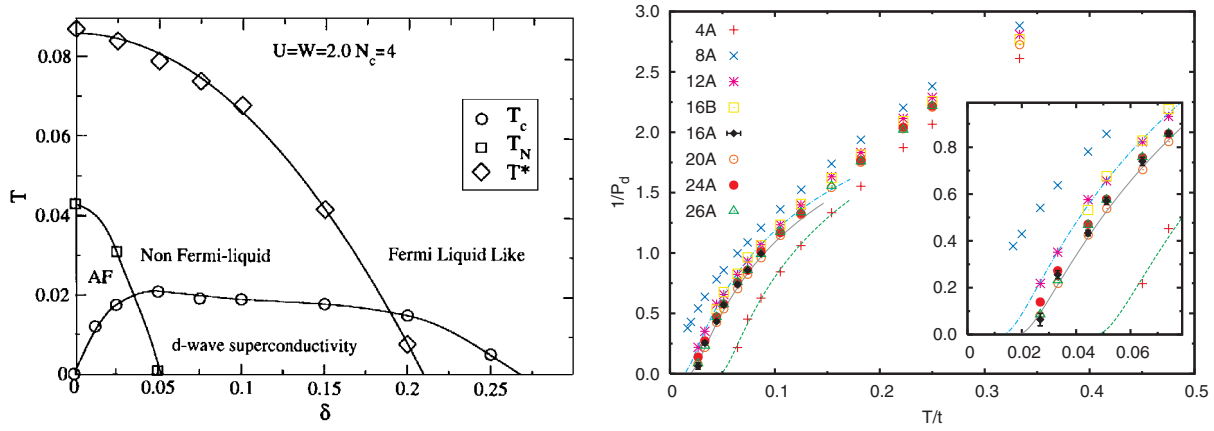 0.08
0.04
0.02
0
T
U=W=2.0 N_c=4
T_c
T_N
T*
AF
Non Fermi-liquid
Fermi Liquid Like
d-wave superconductivity
0 0.05 0.1 0.15 0.2 0.25
δ
3.0
2.5
2.0
1.5
1.0
0.5
0.0
1/P_d
4A
8A
12A
16B
16A
20A
24A
26A
1.0
0.8
0.6
0.4
0.2
0.0
0.00 0.02 0.04 0.06
0.0 0.1 0.2 0.3 0.4 0.5
T/t